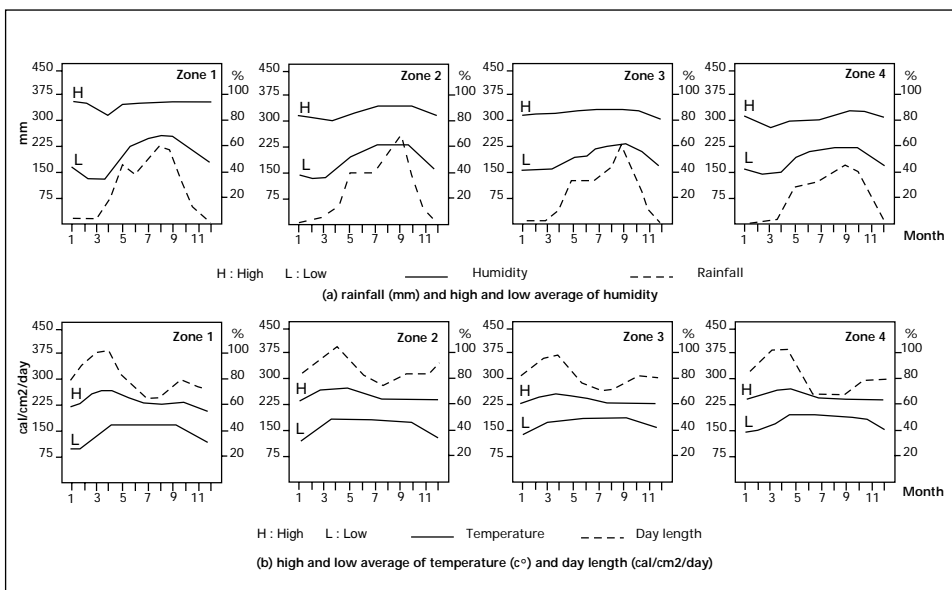 Zone 1 % Zone 2 % Zone 3 % Zone 4 %
450 450 450 450
H 100 H 100 H 100 H 100
375 375 375 375
300 80 300 80 300 80 300 80
mm
225 60 225 60 225 60 225 60
L L L L
150 40 150 40 150 40 150 40
75 20 75 20 75 20 75 20
1 3 5 7 9 11 1 3 5 7 9 11 1 3 5 7 9 11 1 3 5 7 9 11 Month
H : High L : Low Humidity Rainfall
(a) rainfall (mm) and high and low average of humidity
450 Zone 1 % 450 Zone 2 % 450 Zone 3 % 450 Zone 4 %
375 100 375 100 375 100 375 100
300 80 300 80 300 80 300 80
H H H H
cal/cm2/day
225 60 225 60 225 60 225 60
L L L L
150 40 150 40 150 40 150 40
75 20 75 20 75 20 75 20
1 3 5 7 9 11 1 3 5 7 9 11 1 3 5 7 9 11 1 3 5 7 9 11 Month
H : High L : Low Temperature Day length
(b) high and low average of temperature (c°) and day length (cal/cm2/day)